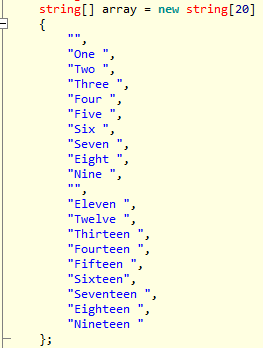 string[] array = new string[20]
{
"",
"One ",
"Two ",
"Three ",
"Four ",
"Five ",
"Six ",
"Seven ",
"Eight ",
"Nine ",
"",
"Eleven ",
"Twelve ",
"Thirteen ",
"Fourteen ",
"Fifteen ",
"Sixteen",
"Seventeen ",
"Eighteen ",
"Nineteen "
};